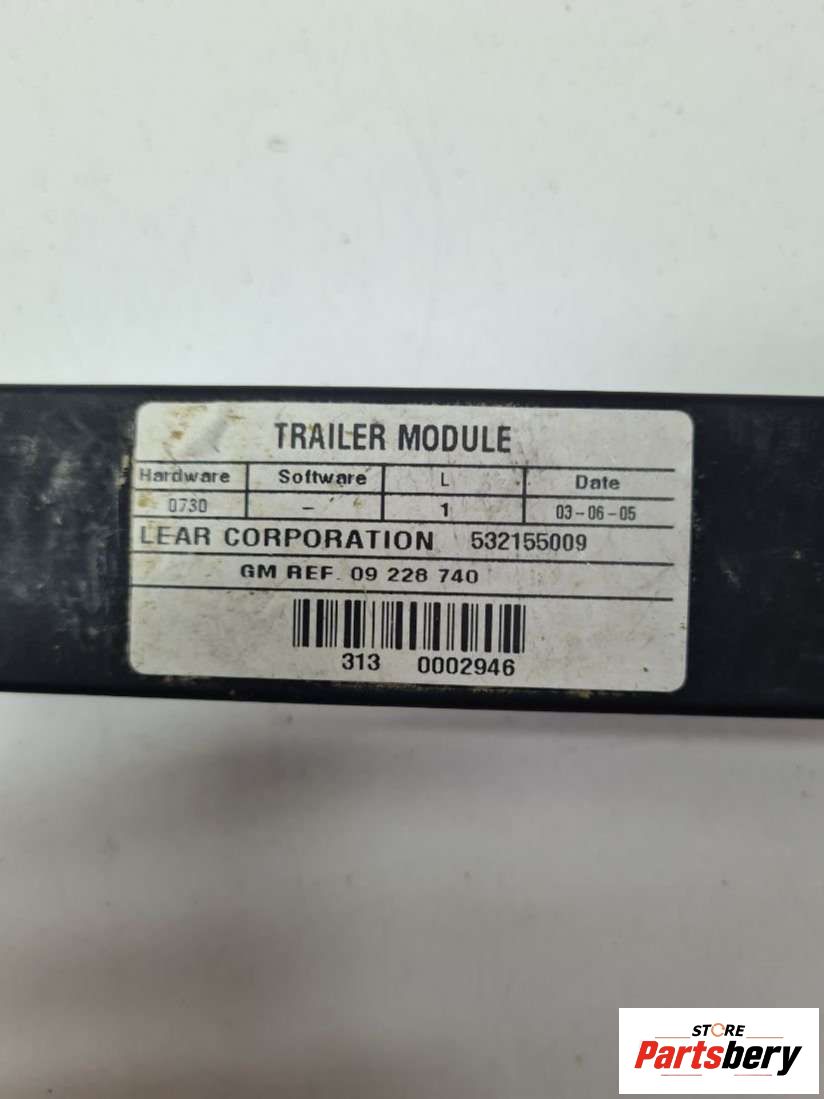 TRAILER MODULE
Hardware Software L Date
0730 – 1 03-06-05
LEAR CORPORATION 532155009
GM REF. 09 228 740
313 0002946
STORE
Partsbery